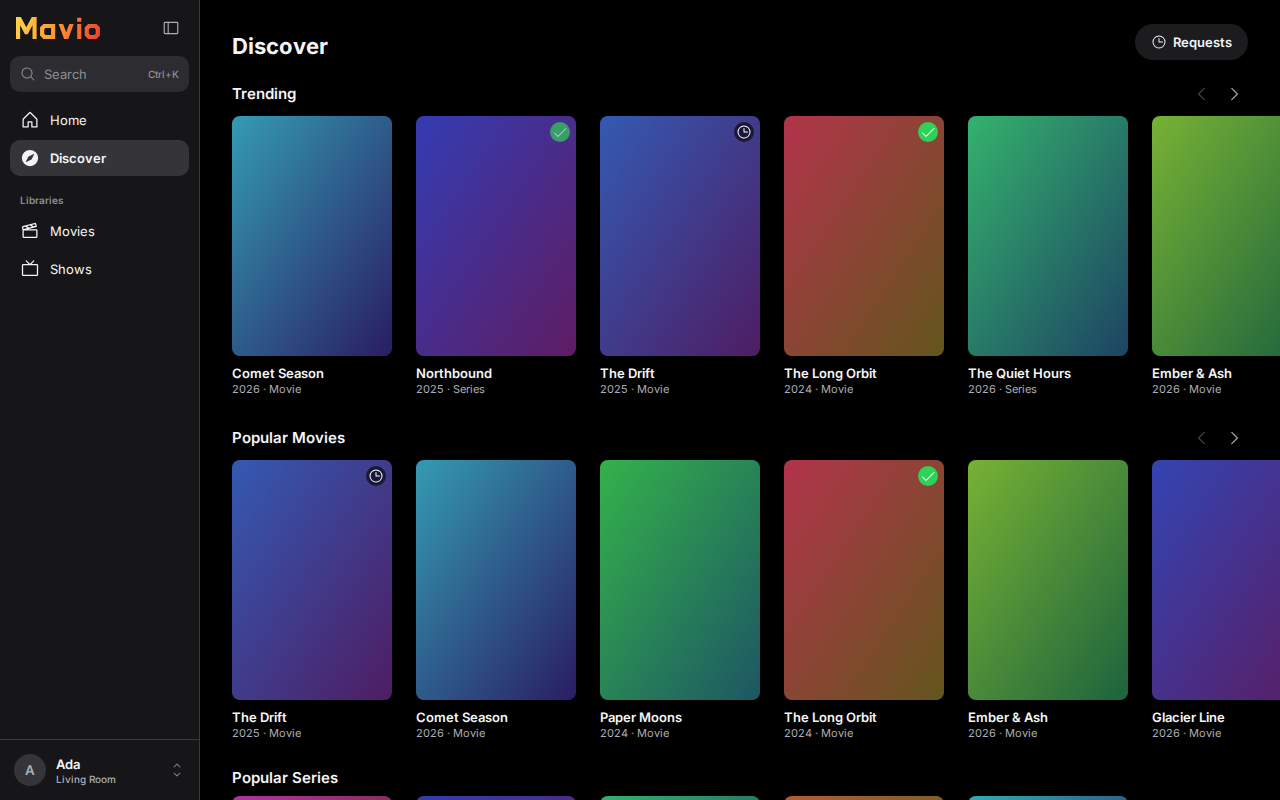 Mavio
Search Ctrl+K
Home
Discover
Libraries
Movies
Shows
A
Ada
Living Room
Discover
Requests
Trending
Comet Season
2026 · Movie
Northbound
2025 · Series
The Drift
2025 · Movie
The Long Orbit
2024 · Movie
The Quiet Hours
2026 · Series
Ember & Ash
2026 · Movie
Popular Movies
The Drift
2025 · Movie
Comet Season
2026 · Movie
Paper Moons
2024 · Movie
The Long Orbit
2024 · Movie
Ember & Ash
2026 · Movie
Glacier Line
2026 · Movie
Popular Series